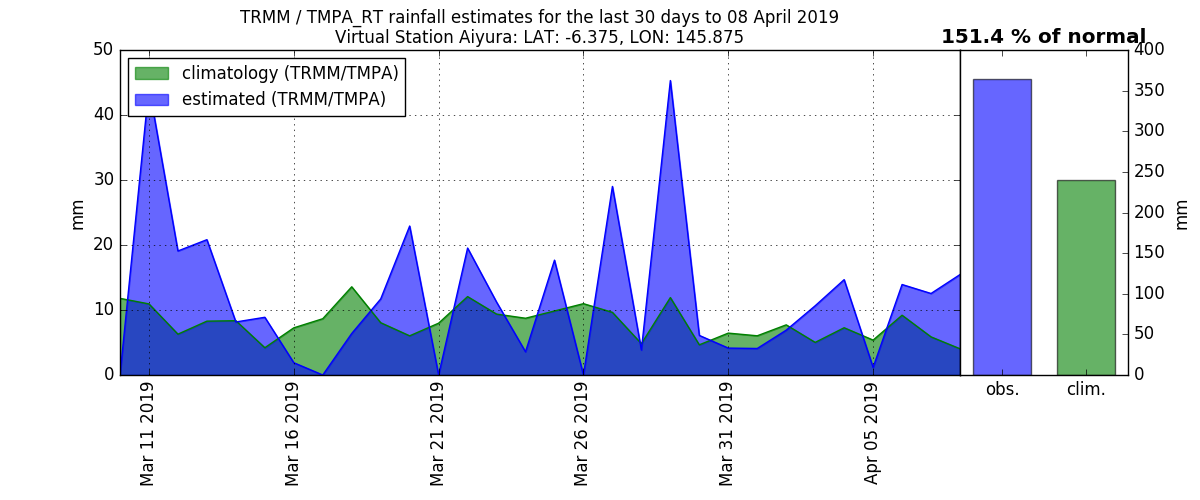 TRMM / TMPA_RT rainfall estimates for the last 30 days to 08 April 2019
Virtual Station Aiyura: LAT: -6.375, LON: 145.875
151.4 % of normal
climatology (TRMM/TMPA)
estimated (TRMM/TMPA)
50
40
30
20
10
0
mm
Mar 11 2019
Mar 16 2019
Mar 21 2019
Mar 26 2019
Mar 31 2019
Apr 05 2019
obs.
clim.
400
350
300
250
200
150
100
50
0
mm